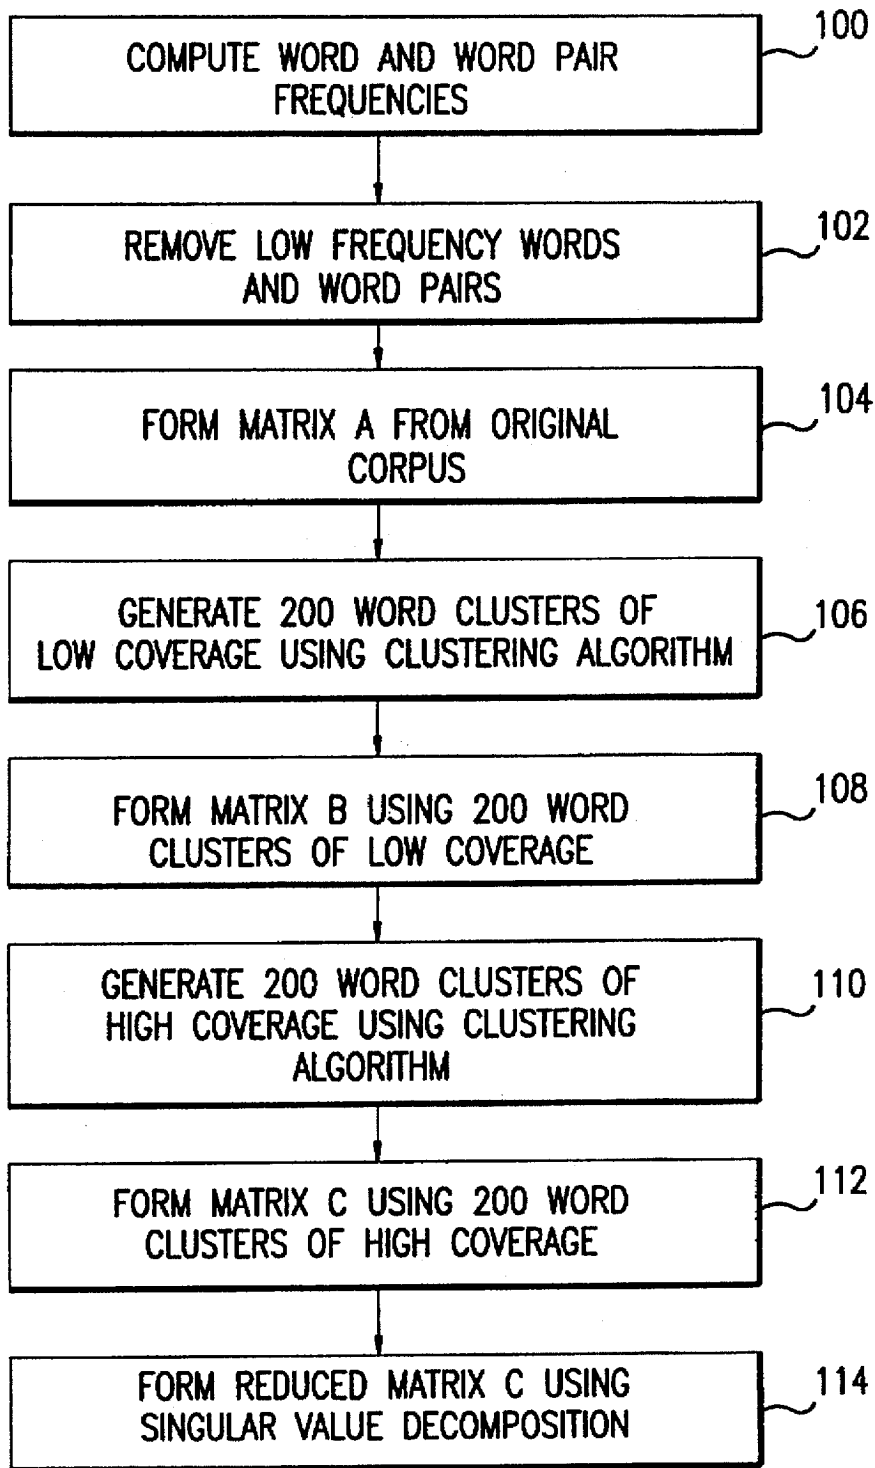 COMPUTE WORD AND WORD PAIR
FREQUENCIES
100
REMOVE LOW FREQUENCY WORDS
AND WORD PAIRS
102
FORM MATRIX A FROM ORIGINAL
CORPUS
104
GENERATE 200 WORD CLUSTERS OF
LOW COVERAGE USING CLUSTERING ALGORITHM
106
FORM MATRIX B USING 200 WORD
CLUSTERS OF LOW COVERAGE
108
GENERATE 200 WORD CLUSTERS OF
HIGH COVERAGE USING CLUSTERING
ALGORITHM
110
FORM MATRIX C USING 200 WORD
CLUSTERS OF HIGH COVERAGE
112
FORM REDUCED MATRIX C USING
SINGULAR VALUE DECOMPOSITION
114